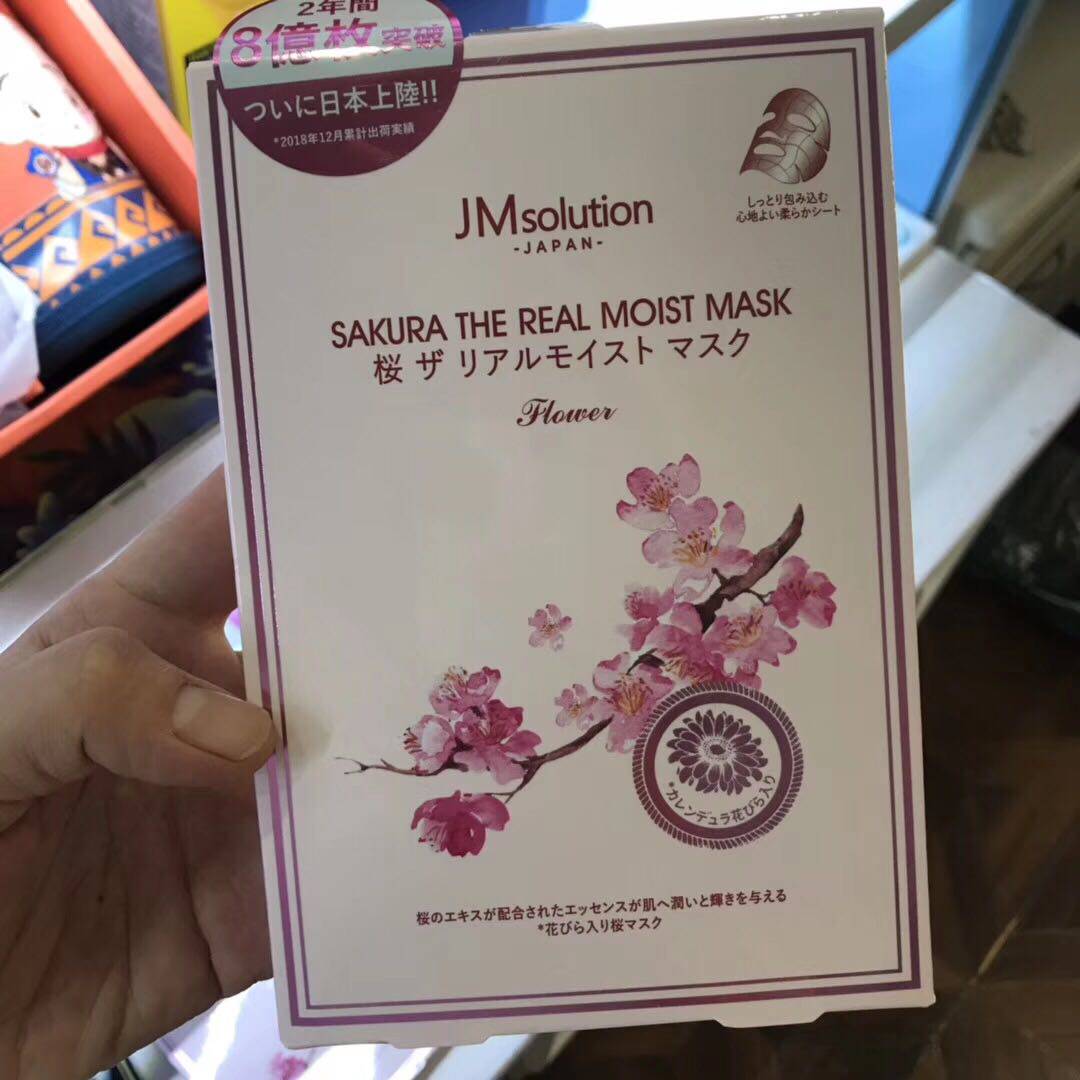 2年間
8億枚突破
ついに日本上陸!!
*2018年12月累計出荷実績
しっとり包み込む
心地よい柔らかシート
JMsolution
-JAPAN-
SAKURA THE REAL MOIST MASK
桜 ザ リアルモイスト マスク
Flower
*カレンデュラ花びら入り
桜のエキスが配合されたエッセンスが肌へ潤いと輝きを与える
*花びら入り桜マスク